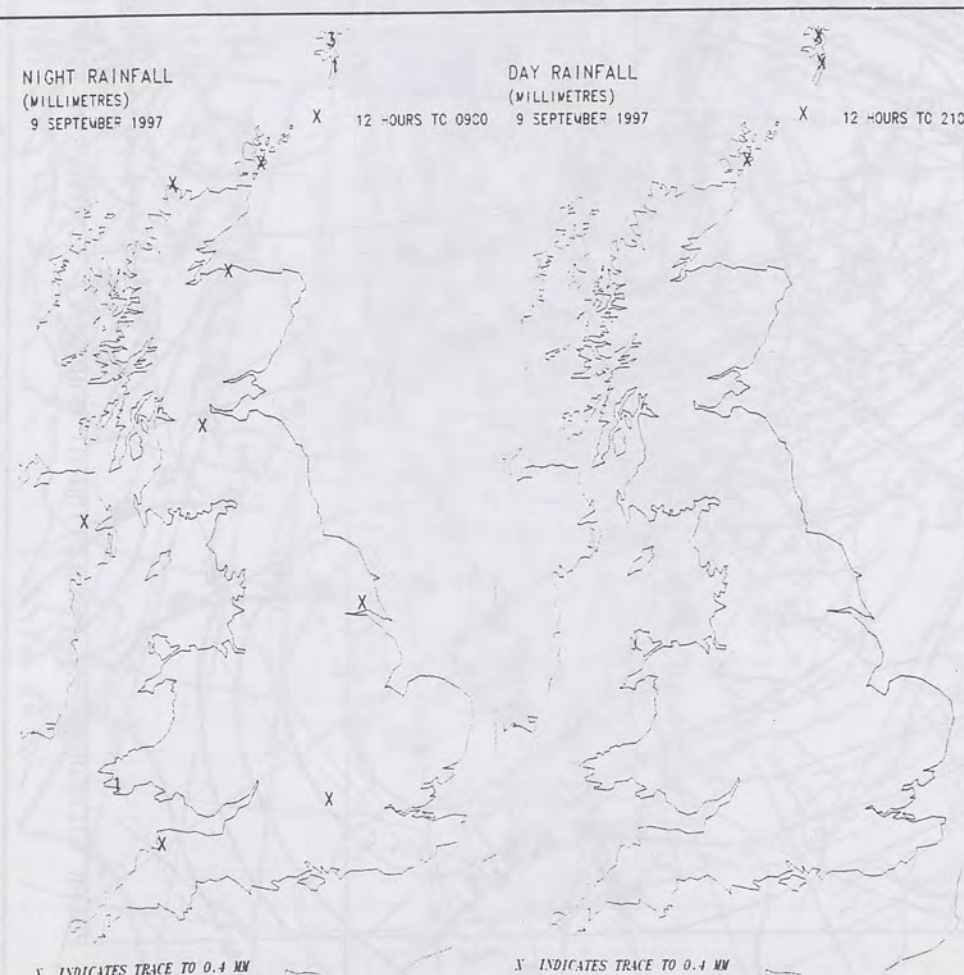 NIGHT RAINFALL
(MILLIMETRES)
9 SEPTEMBER 1997
12 HOURS TO 0900
3
1
X
X
X
X
X
X
X
1
X
X
X INDICATES TRACE TO 0.4 MM
DAY RAINFALL
(MILLIMETRES)
9 SEPTEMBER 1997
12 HOURS TO 210
X
X
X
X INDICATES TRACE TO 0.4 MM